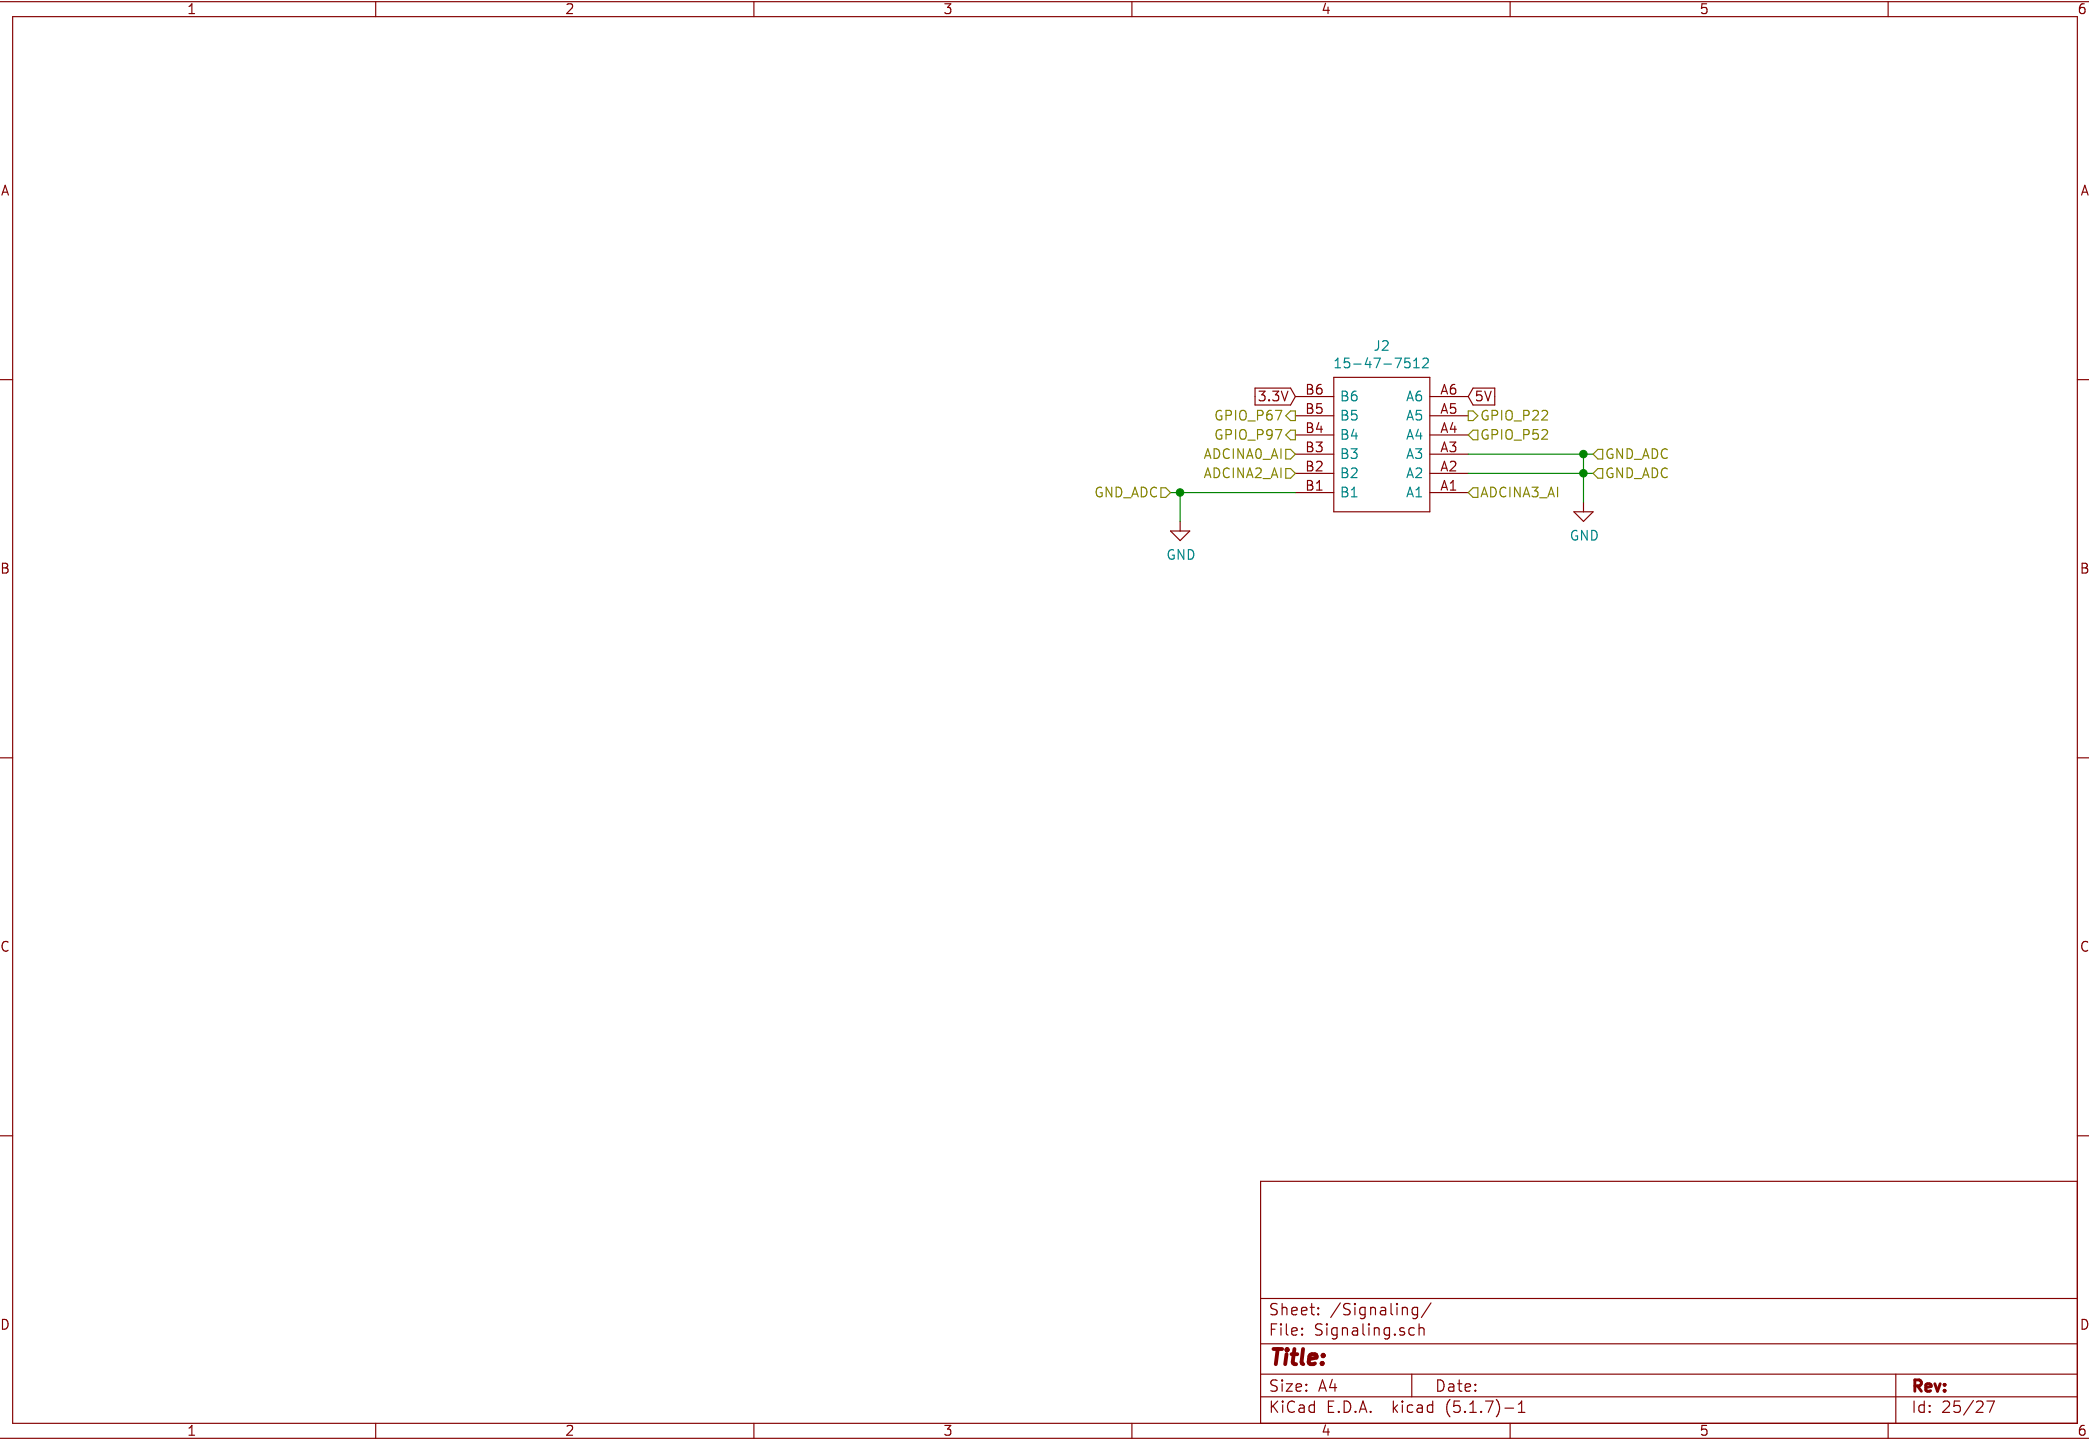 1 2 3 4 5 6
A A
J2
15-47-7512
3.3V B6 B6 A6 A6 5V
GPIO_P67 B5 B5 A5 A5 GPIO_P22
GPIO_P97 B4 B4 A4 A4 GPIO_P52
ADCINA0_AI B3 B3 A3 A3 GND_ADC
ADCINA2_AI B2 B2 A2 A2 GND_ADC
GND_ADC B1 B1 A1 A1 ADCINA3_AI
GND
GND
B B
C C
Sheet: /Signaling/
File: Signaling.sch
D D
Title:
Size: A4 Date: Rev:
KiCad E.D.A. kicad (5.1.7)-1 Id: 25/27
1 2 3 4 5 6